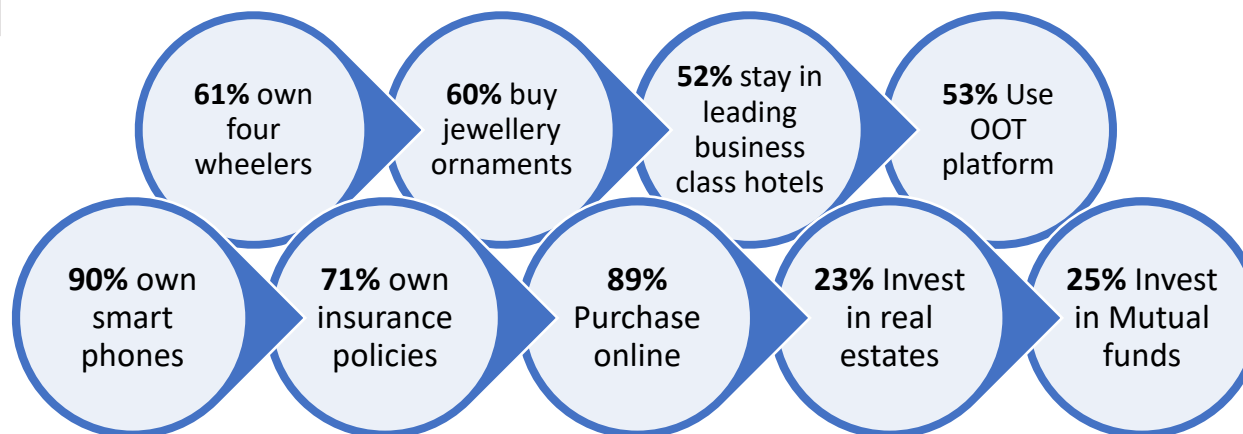 61% own
four
wheelers
60% buy
jewellery
ornaments
52% stay in
leading
business
class hotels
53% Use
OOT
platform
90% own
smart
phones
71% own
insurance
policies
89%
Purchase
online
23% Invest
in real
estates
25% Invest
in Mutual
funds